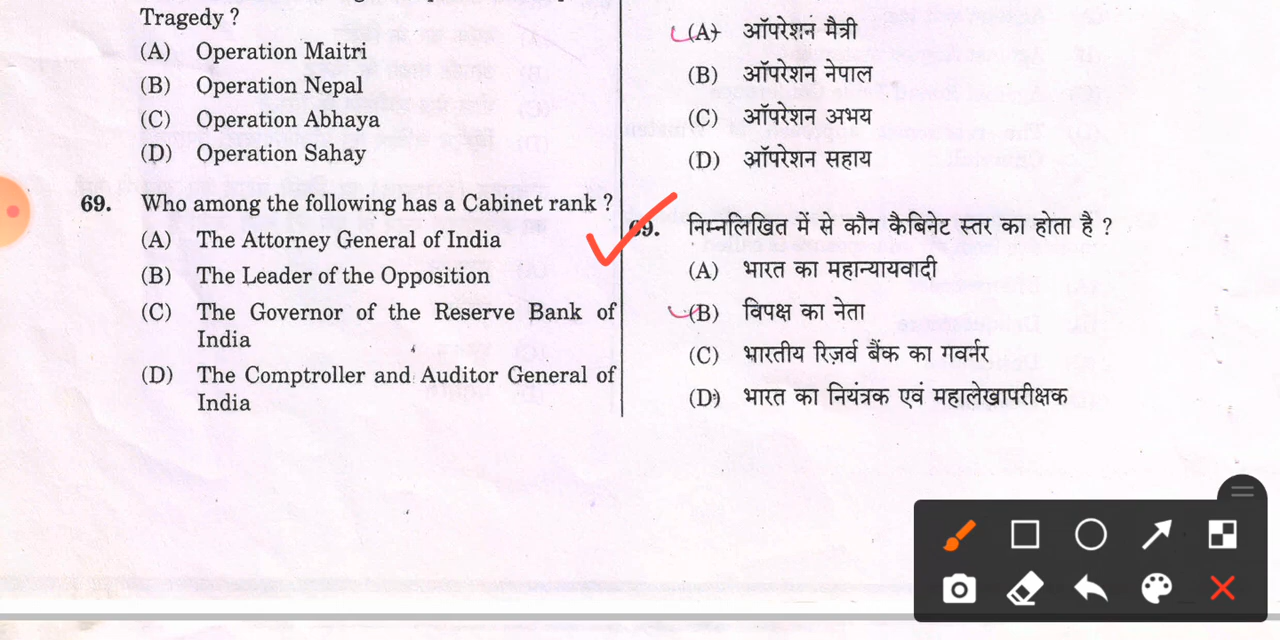 Tragedy ?
(A) Operation Maitri
(B) Operation Nepal
(C) Operation Abhaya
(D) Operation Sahay
69. Who among the following has a Cabinet rank ?
(A) The Attorney General of India
(B) The Leader of the Opposition
(C) The Governor of the Reserve Bank of
India
(D) The Comptroller and Auditor General of
India
(A) ऑपरेशन मैत्री
(B) ऑपरेशन नेपाल
(C) ऑपरेशन अभय
(D) ऑपरेशन सहाय
69. निम्नलिखित में से कौन कैबिनेट स्तर का होता है ?
(A) भारत का महान्यायवादी
(B) विपक्ष का नेता
(C) भारतीय रिज़र्व बैंक का गवर्नर
(D) भारत का नियंत्रक एवं महालेखापरीक्षक